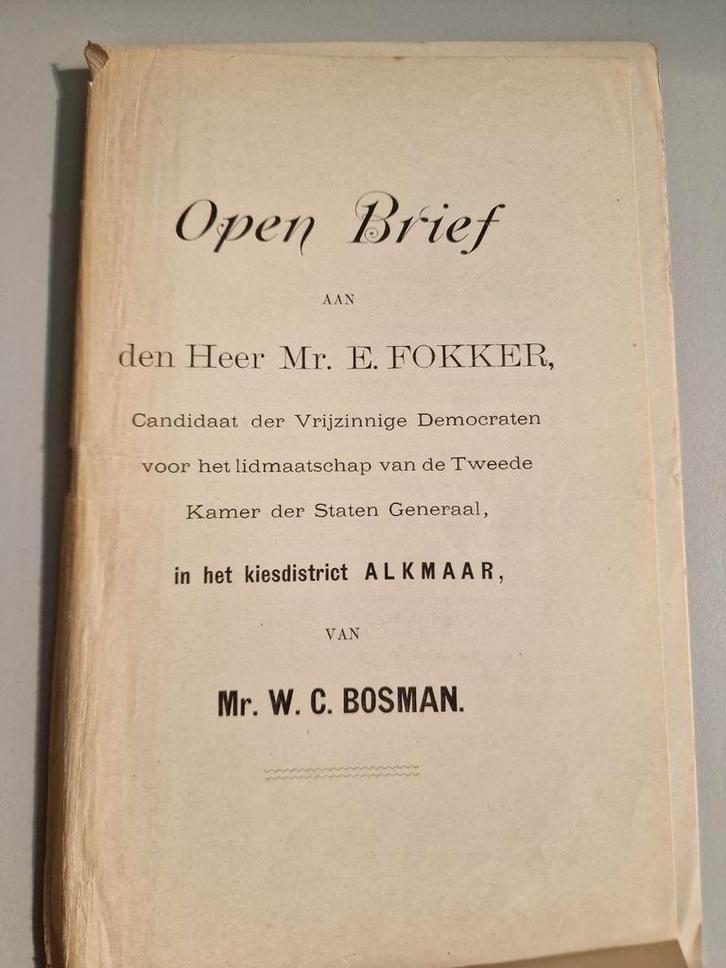 Open Brief
AAN
den Heer Mr. E. FOKKER,
Candidaat der Vrijzinnige Democraten
voor het lidmaatschap van de Tweede
Kamer der Staten Generaal,
in het kiesdistrict ALKMAAR,
VAN
Mr. W. C. BOSMAN.